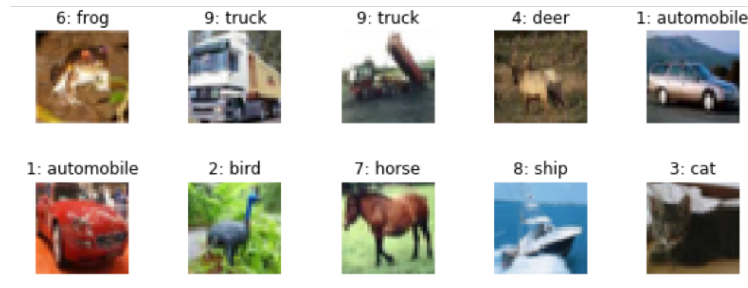 6: frog 9: truck 9: truck 4: deer 1: automobile
1: automobile 2: bird 7: horse 8: ship 3: cat